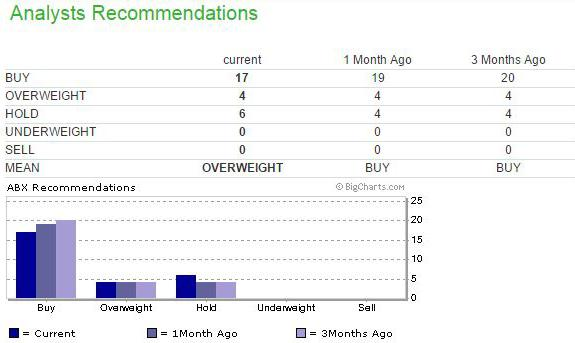 Analysts Recommendations
current 1 Month Ago 3 Months Ago
BUY 17 19 20
OVERWEIGHT 4 4 4
HOLD 6 4 4
UNDERWEIGHT 0 0 0
SELL 0 0 0
MEAN OVERWEIGHT BUY BUY
ABX Recommendations © BigCharts.com
25
20
15
10
5
0
Buy Overweight Hold Underweight Sell
= Current = 1Month Ago = 3Months Ago